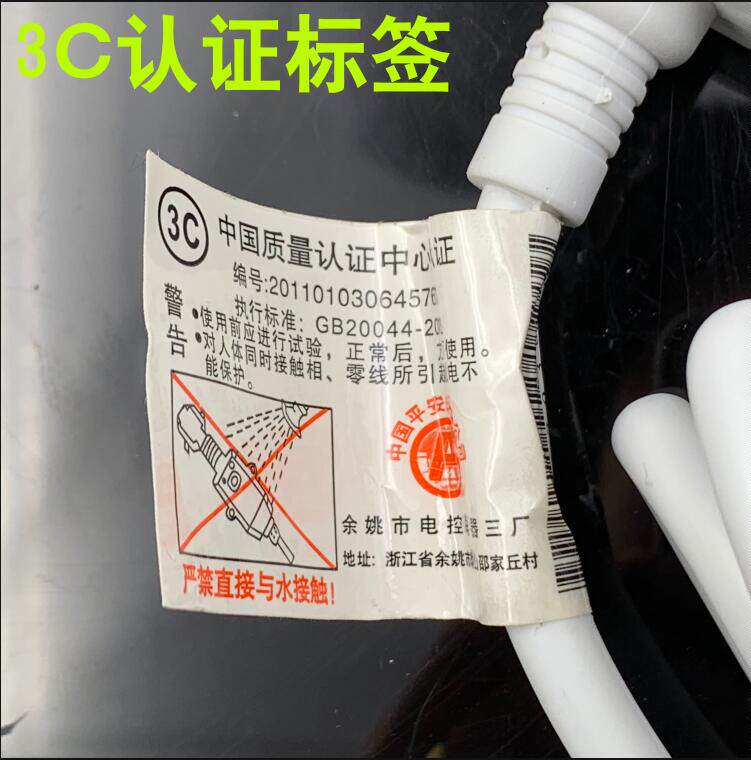 3C认证标签
3C
中国质量认证中心认证
编号:201101030645767
执行标准: GB20044-20
警告
•使用前应进行试验,正常后,方使用。
•对人体同时接触相、零线所引 电不
能保护。
中国平安
余姚市电控 器三厂
地址: 浙江省余姚市 邵家丘村
严禁直接与水接触!